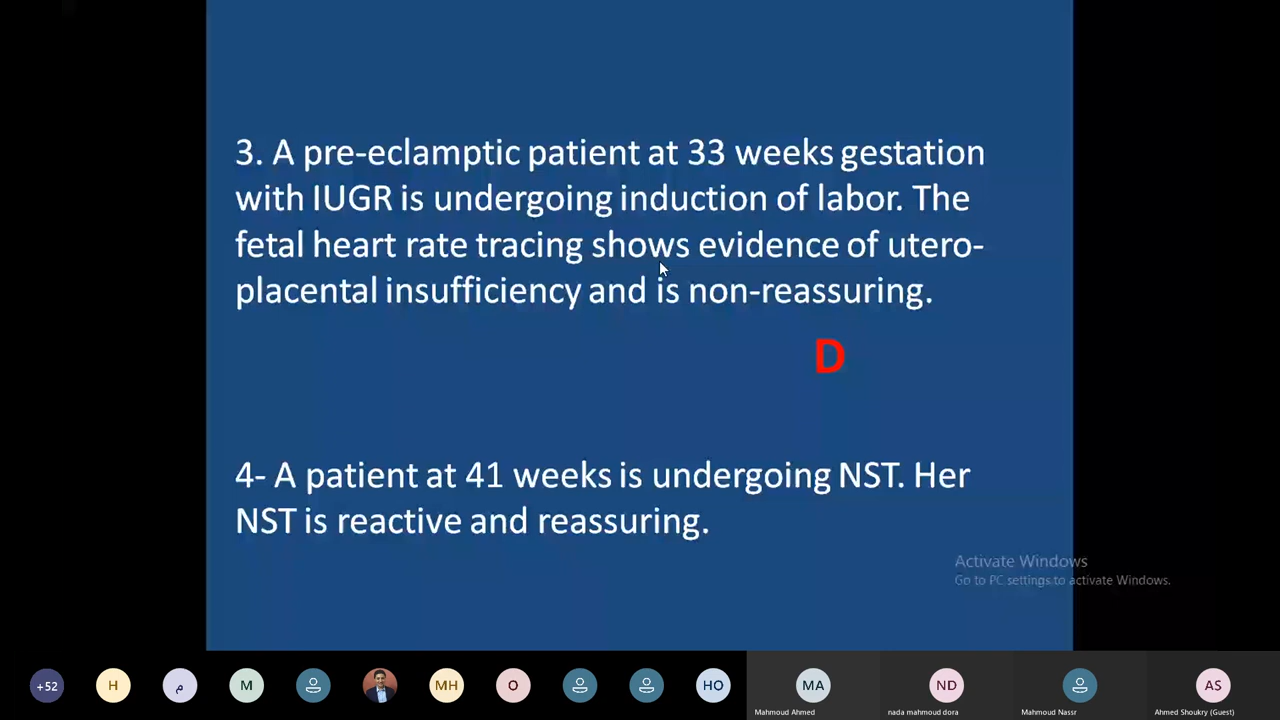 3. A pre-eclamptic patient at 33 weeks gestation
with IUGR is undergoing induction of labor. The
fetal heart rate tracing shows evidence of utero-
placental insufficiency and is non-reassuring.
D
4- A patient at 41 weeks is undergoing NST. Her
NST is reactive and reassuring.
Activate Windows
Go to PC settings to activate Windows.
+52 H م M MH O HO MA ND AS
Mahmoud Ahmed nada mahmoud dora Mahmoud Nassr Ahmed Shoukry (Guest)